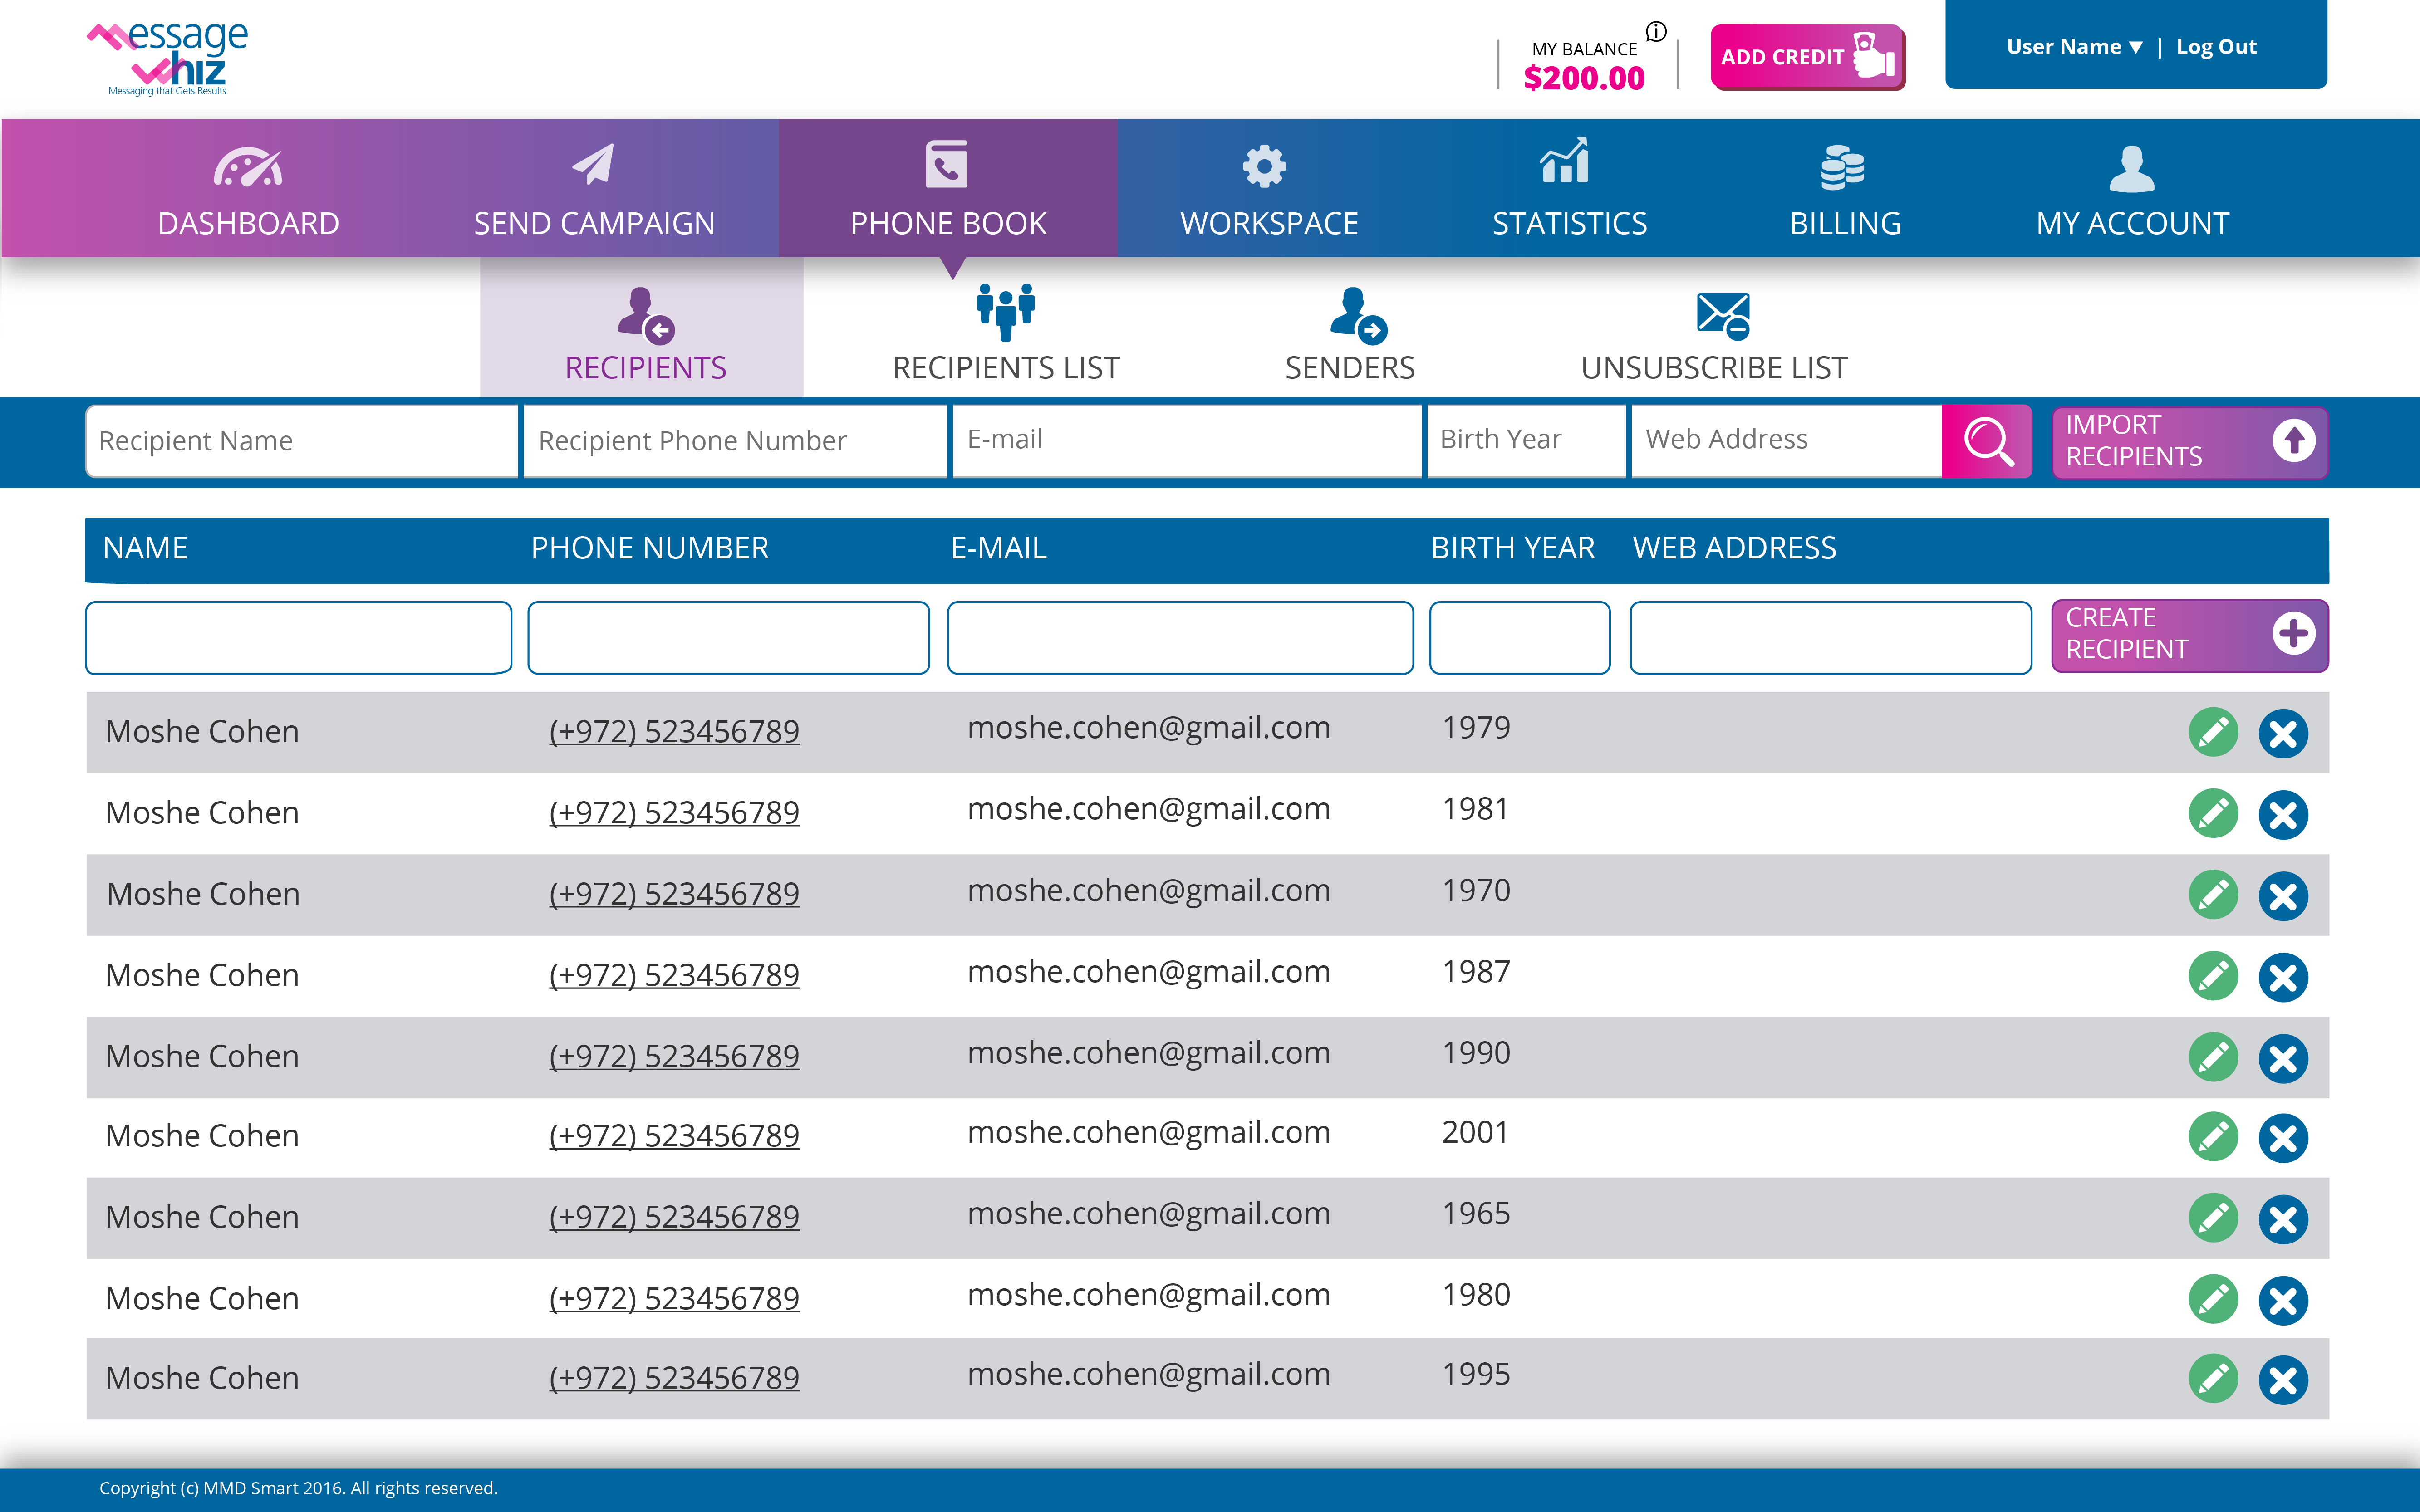 Message
Whiz
Messaging that Gets Results
MY BALANCE
$200.00
ADD CREDIT
User Name ▼ | Log Out
DASHBOARD SEND CAMPAIGN PHONE BOOK WORKSPACE STATISTICS BILLING MY ACCOUNT
RECIPIENTS RECIPIENTS LIST SENDERS UNSUBSCRIBE LIST
Recipient Name Recipient Phone Number E-mail Birth Year Web Address
IMPORT
RECIPIENTS
NAME PHONE NUMBER E-MAIL BIRTH YEAR WEB ADDRESS
CREATE
RECIPIENT
Moshe Cohen (+972) 523456789 moshe.cohen@gmail.com 1979
Moshe Cohen (+972) 523456789 moshe.cohen@gmail.com 1981
Moshe Cohen (+972) 523456789 moshe.cohen@gmail.com 1970
Moshe Cohen (+972) 523456789 moshe.cohen@gmail.com 1987
Moshe Cohen (+972) 523456789 moshe.cohen@gmail.com 1990
Moshe Cohen (+972) 523456789 moshe.cohen@gmail.com 2001
Moshe Cohen (+972) 523456789 moshe.cohen@gmail.com 1965
Moshe Cohen (+972) 523456789 moshe.cohen@gmail.com 1980
Moshe Cohen (+972) 523456789 moshe.cohen@gmail.com 1995
Copyright (c) MMD Smart 2016. All rights reserved.